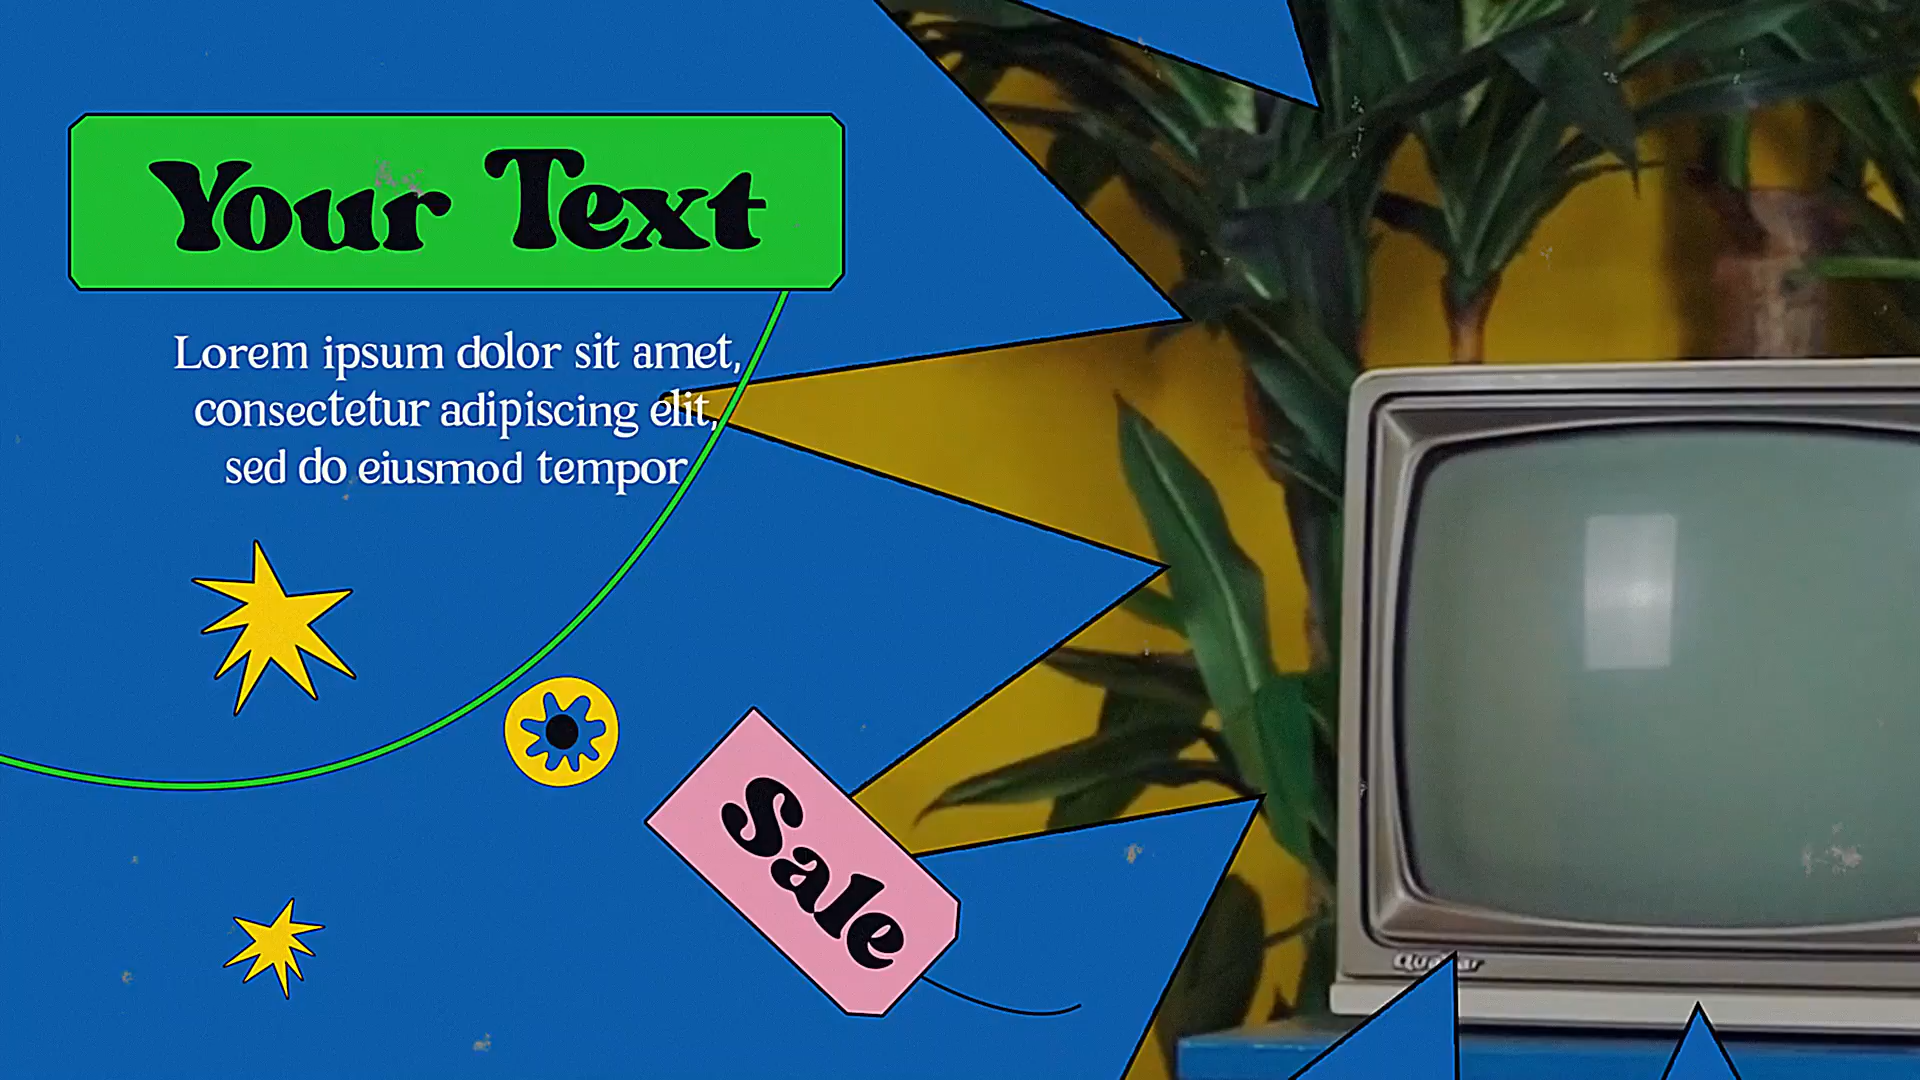 Your Text
Lorem ipsum dolor sit amet,
consectetur adipiscing elit,
sed do eiusmod tempor
Sale